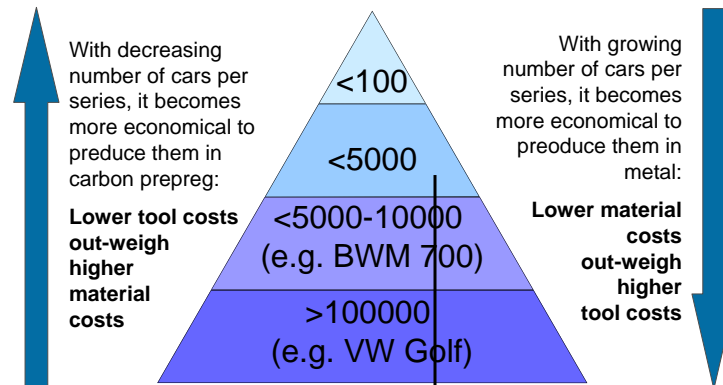 With decreasing
number of cars per
series, it becomes
more economical to
preduce them in
carbon prepreg:
Lower tool costs
out-weigh
higher
material
costs
<100
<5000
<5000-10000
(e.g. BWM 700)
>100000
(e.g. VW Golf)
With growing
number of cars per
series, it becomes
more economical to
preoduce them in
metal:
Lower material
costs
out-weigh
higher
tool costs